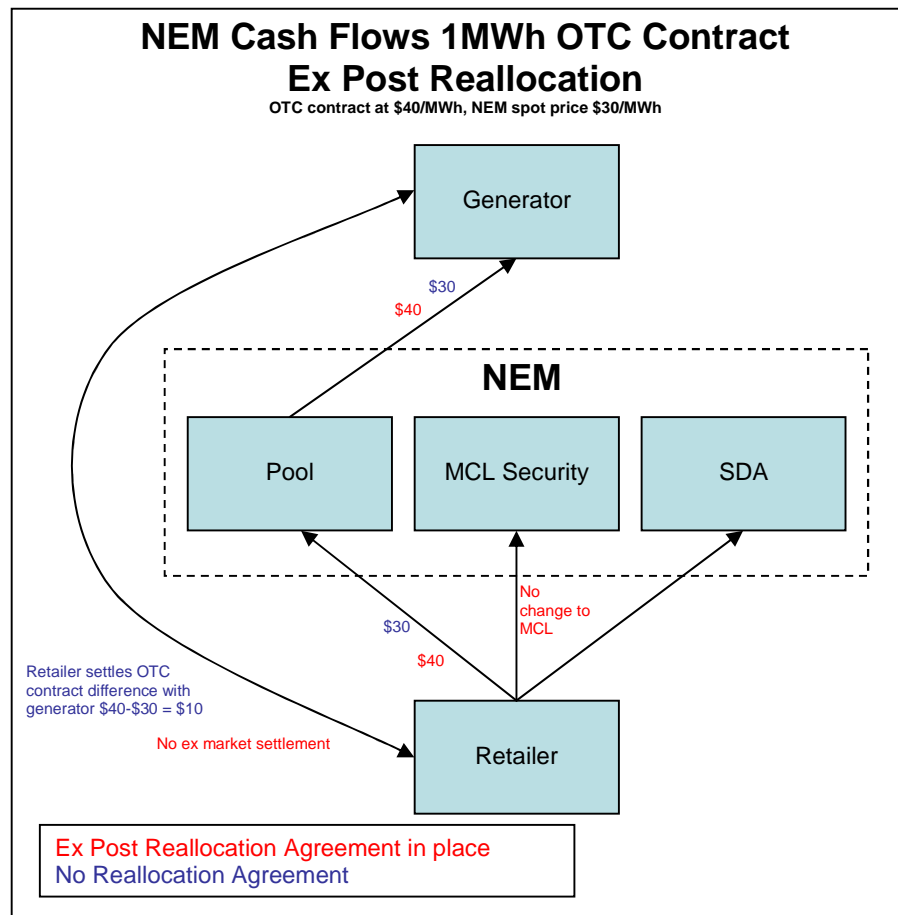 NEM Cash Flows 1MWh OTC Contract
Ex Post Reallocation
OTC contract at $40/MWh, NEM spot price $30/MWh
Generator
$30
$40
NEM
Pool
MCL Security
SDA
No
change to
MCL
$30
$40
Retailer settles OTC
contract difference with
generator $40-$30 = $10
No ex market settlement
Retailer
Ex Post Reallocation Agreement in place
No Reallocation Agreement